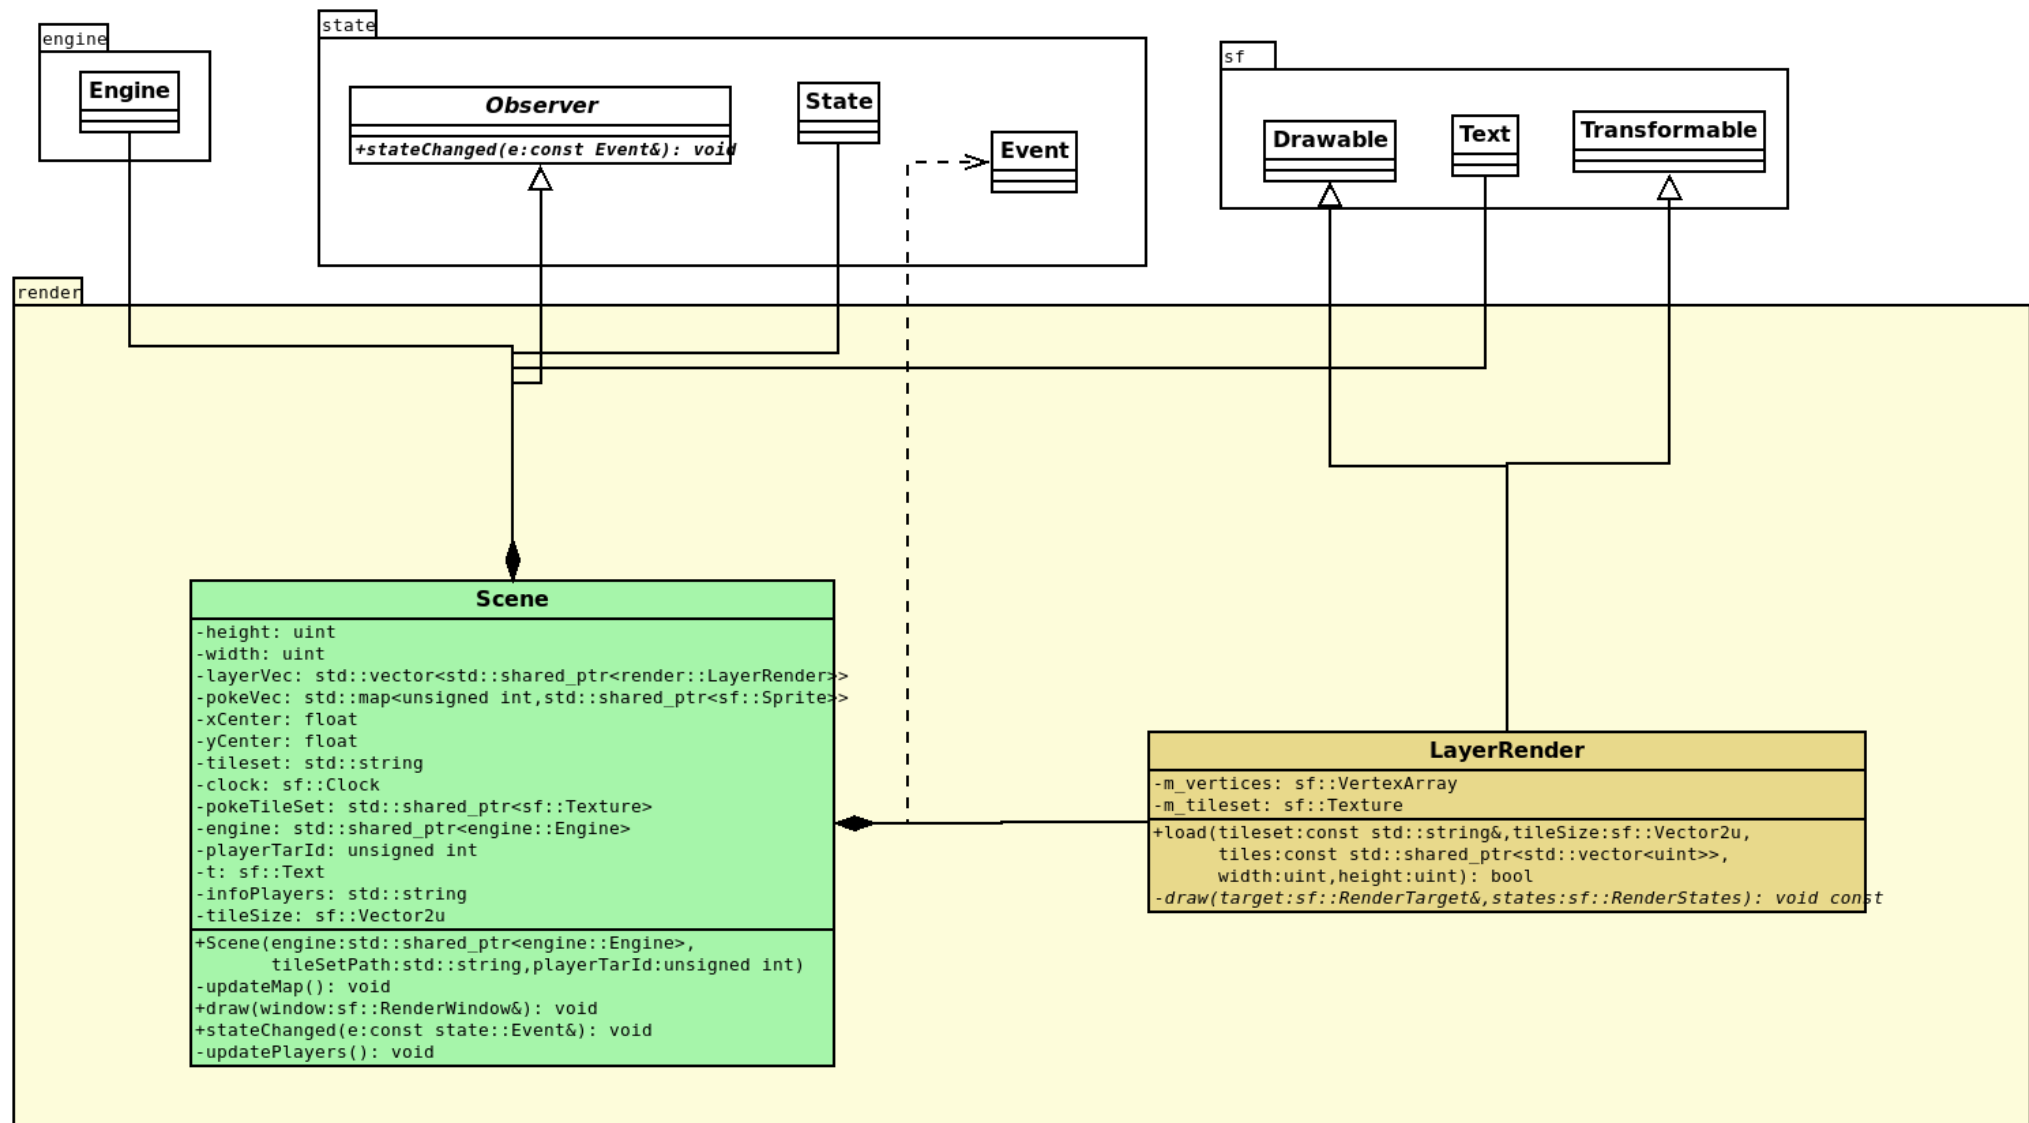 engine
Engine
state
Observer
+stateChanged(e:const Event&): void
State
Event
sf
Drawable
Text
Transformable
render
Scene
-height: uint
-width: uint
-layerVec: std::vector<std::shared_ptr<render::LayerRender>>
-pokeVec: std::map<unsigned int,std::shared_ptr<sf::Sprite>>
-xCenter: float
-yCenter: float
-tileset: std::string
-clock: sf::Clock
-pokeTileSet: std::shared_ptr<sf::Texture>
-engine: std::shared_ptr<engine::Engine>
-playerTarId: unsigned int
-t: sf::Text
-infoPlayers: std::string
-tileSize: sf::Vector2u
+Scene(engine:std::shared_ptr<engine::Engine>,
tileSetPath:std::string,playerTarId:unsigned int)
-updateMap(): void
+draw(window:sf::RenderWindow&): void
+stateChanged(e:const state::Event&): void
-updatePlayers(): void
LayerRender
-m_vertices: sf::VertexArray
-m_tileset: sf::Texture
+load(tileset:const std::string&,tileSize:sf::Vector2u,
tiles:const std::shared_ptr<std::vector<uint>>,
width:uint,height:uint): bool
-draw(target:sf::RenderTarget&,states:sf::RenderStates): void const